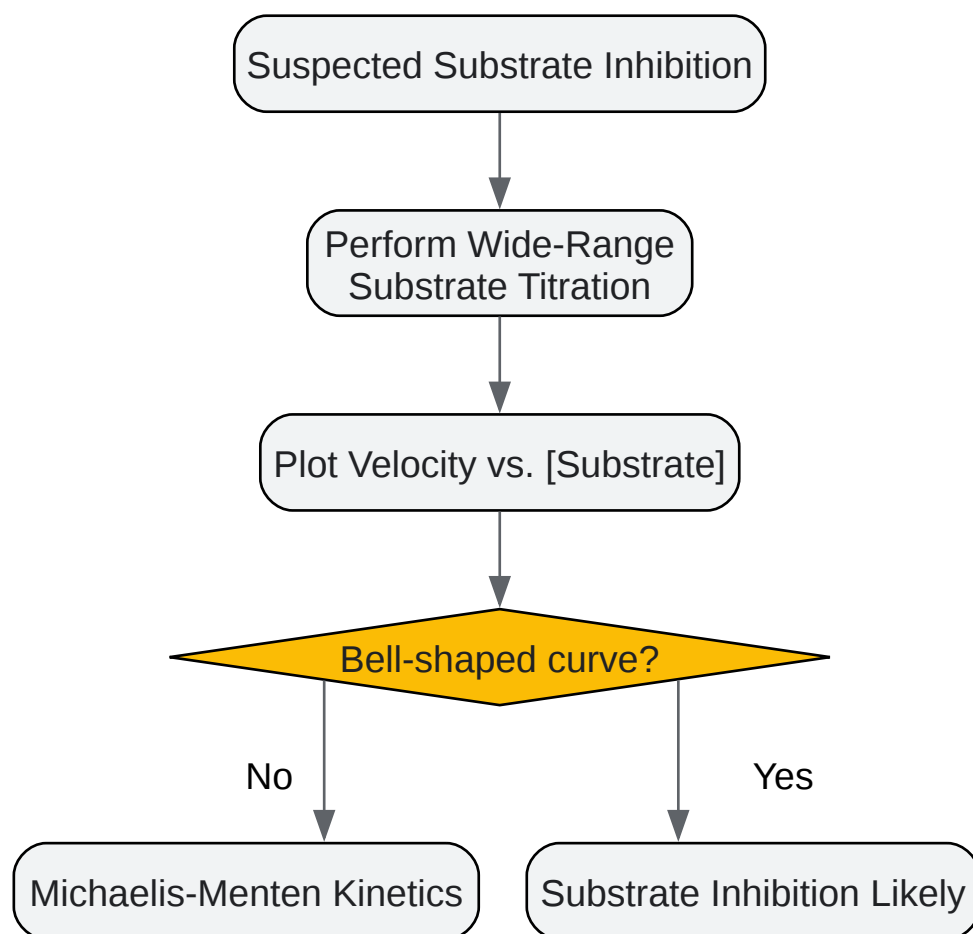 Suspected Substrate Inhibition
Perform Wide-Range
Substrate Titration
Plot Velocity vs. [Substrate]
Bell-shaped curve?
No
Yes
Michaelis-Menten Kinetics
Substrate Inhibition Likely